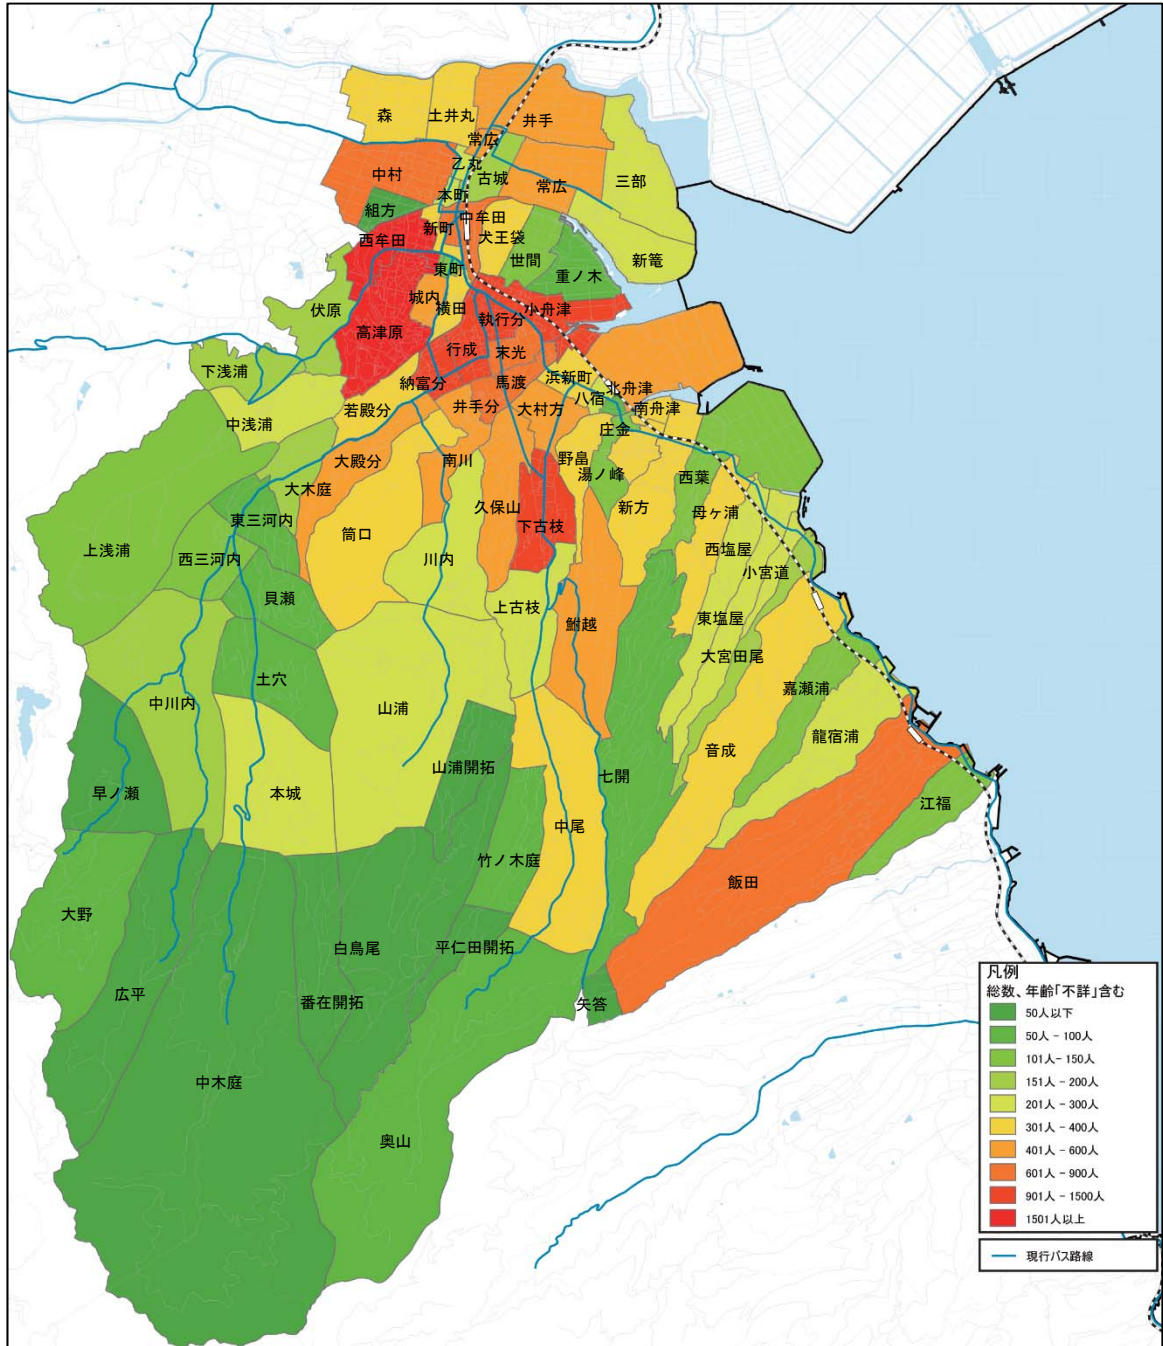 森
土井丸
井手
常広
乙丸
中村
古城
常広
三部
本町
組方
中牟田
新町
犬王袋
西牟田
世間
新篭
東町
重ノ木
伏原
城内
横田
小舟津
執行分
高津原
行成
末光
下浅浦
納富分
馬渡
浜新町
北舟津
八宿
若殿分
井手分
大村方
南舟津
中浅浦
庄金
大殿分
南川
野畠
湯ノ峰
西葉
大木庭
久保山
新方
母ヶ浦
東三河内
下古枝
筒口
上浅浦
西三河内
川内
西塩屋
小宮道
貝瀬
上古枝
鮒越
東塩屋
大宮田尾
土穴
嘉瀬浦
中川内
山浦
龍宿浦
音成
山浦開拓
七開
早ノ瀬
本城
江福
中尾
竹ノ木庭
飯田
大野
白鳥尾
平仁田開拓
広平
番在開拓
矢答
中木庭
奥山
凡例
総数、年齢「不詳」含む
50人以下
50人 - 100人
101人 - 150人
151人 - 200人
201人 - 300人
301人 - 400人
401人 - 600人
601人 - 900人
901人 - 1500人
1501人以上
現行バス路線